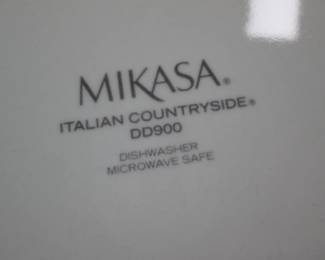 MIKASA®
ITALIAN COUNTRYSIDE®
DD900
DISHWASHER
MICROWAVE SAFE